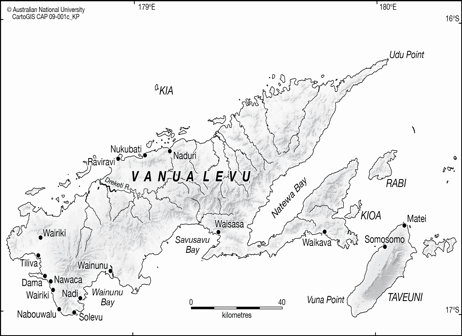 © Australian National University
CartoGIS CAP 09-001c_KP
179°E
180°E
16°S
Udu Point
KIA
Nukubati
Naduri
Raviravi
Dreketi R
VANUA LEVU
Natewa Bay
RABI
KIOA
Matei
Waisasa
Wairiki
Savusavu
Bay
Waikava
Somosomo
Tiliva
Wainunu
Dama
Nawaca
Wairiki
Nadi
Wainunu
Bay
Nabouwalu
Solevu
Vuna Point
TAVEUNI
0
40
kilometres
17°S